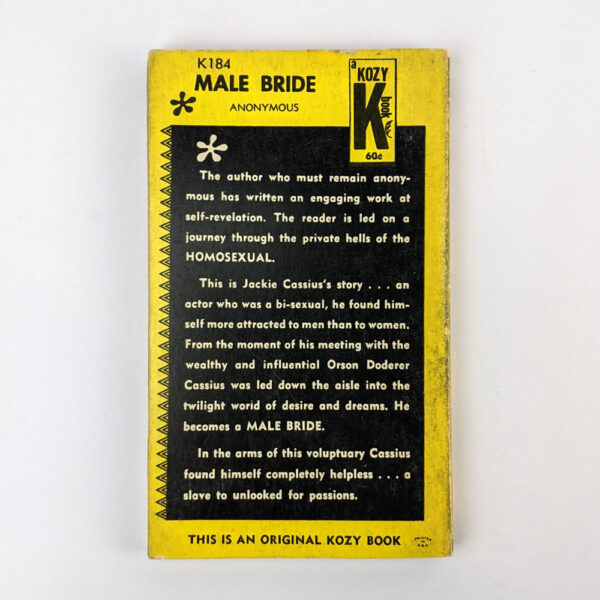 K184
MALE BRIDE
ANONYMOUS
a KOZY
K book
60¢
The author who must remain anony-
mous has written an engaging work at
self-revelation. The reader is led on a
journey through the private hells of the
HOMOSEXUAL.
This is Jackie Cassius's story . . . an
actor who was a bi-sexual, he found him-
self more attracted to men than to women.
From the moment of his meeting with the
wealthy and influential Orson Doderer
Cassius was led down the aisle into the
twilight world of desire and dreams. He
becomes a MALE BRIDE.
In the arms of this voluptuary Cassius
found himself completely helpless . . . a
slave to unlooked for passions.
THIS IS AN ORIGINAL KOZY BOOK
PRINTED
IN
U.S.A.